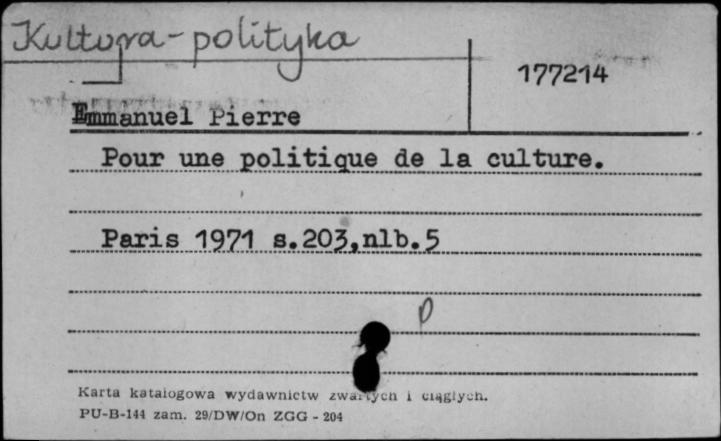 Kultura-polityka
177214
Emmanuel Pierre
Pour une politique de la culture.
Paris 1971 s.203,nlb.5
p
Karta katalogowa wydawnictw zwartych i ciągłych.
PU-B-144 zam. 29/DW/On ZGG - 204